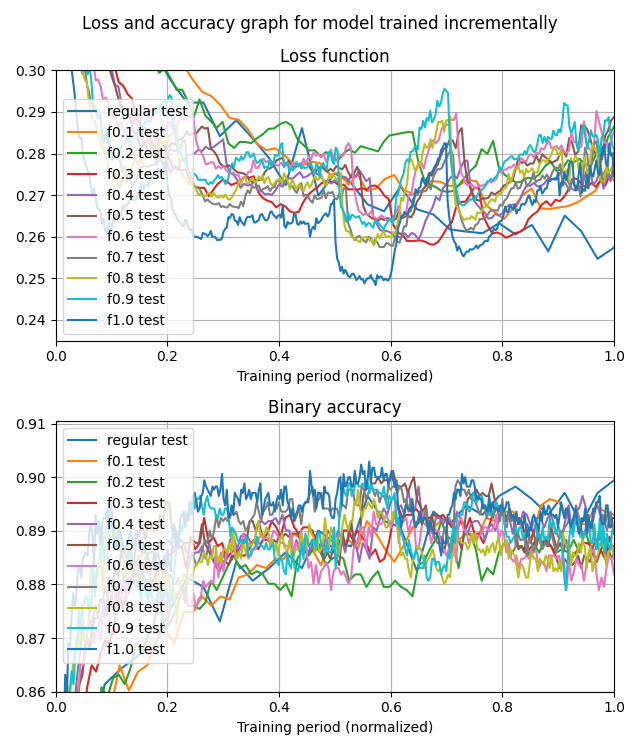 Loss and accuracy graph for model trained incrementally
Loss function
0.30
0.29
0.28
0.27
0.26
0.25
0.24
regular test
f0.1 test
f0.2 test
f0.3 test
f0.4 test
f0.5 test
f0.6 test
f0.7 test
f0.8 test
f0.9 test
f1.0 test
0.0 0.2 0.4 0.6 0.8 1.0
Training period (normalized)
Binary accuracy
0.91
0.90
0.89
0.88
0.87
0.86
regular test
f0.1 test
f0.2 test
f0.3 test
f0.4 test
f0.5 test
f0.6 test
f0.7 test
f0.8 test
f0.9 test
f1.0 test
0.0 0.2 0.4 0.6 0.8 1.0
Training period (normalized)